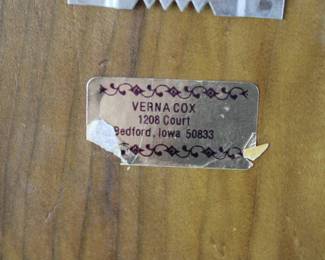 VERNA COX
1208 Court
Bedford, Iowa 50833